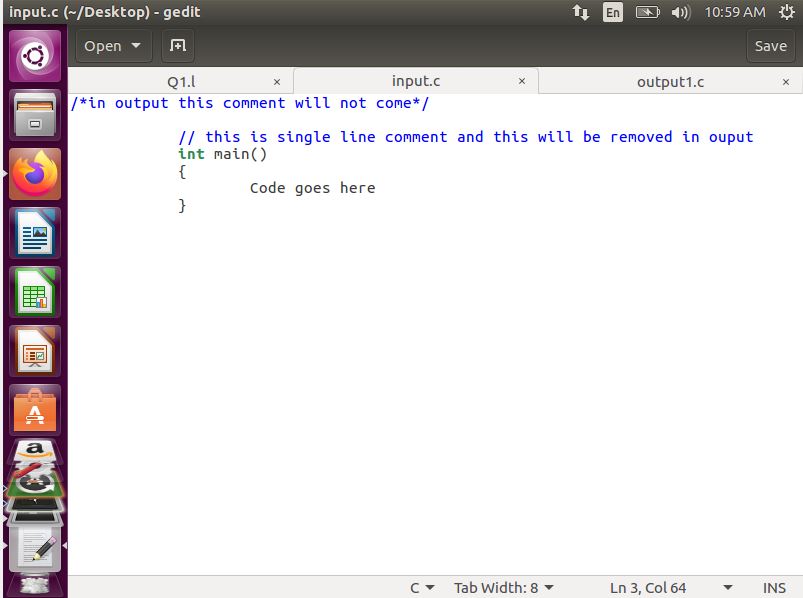 input.c (~/Desktop) - gedit
En
10:59 AM
Open
Save
Q1.l × input.c × output1.c ×
/*in output this comment will not come*/
// this is single line comment and this will be removed in ouput
int main()
{
Code goes here
}
a
C
Tab Width: 8
Ln 3, Col 64
INS